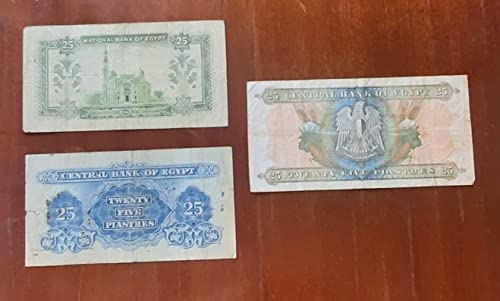 NATIONAL BANK OF EGYPT
25 25
CENTRAL BANK OF EGYPT
25 TWENTY 25
FIVE
PIASTRES
25 CENTRAL BANK OF EGYPT 25
25 TWENTY FIVE PIASTRES 25